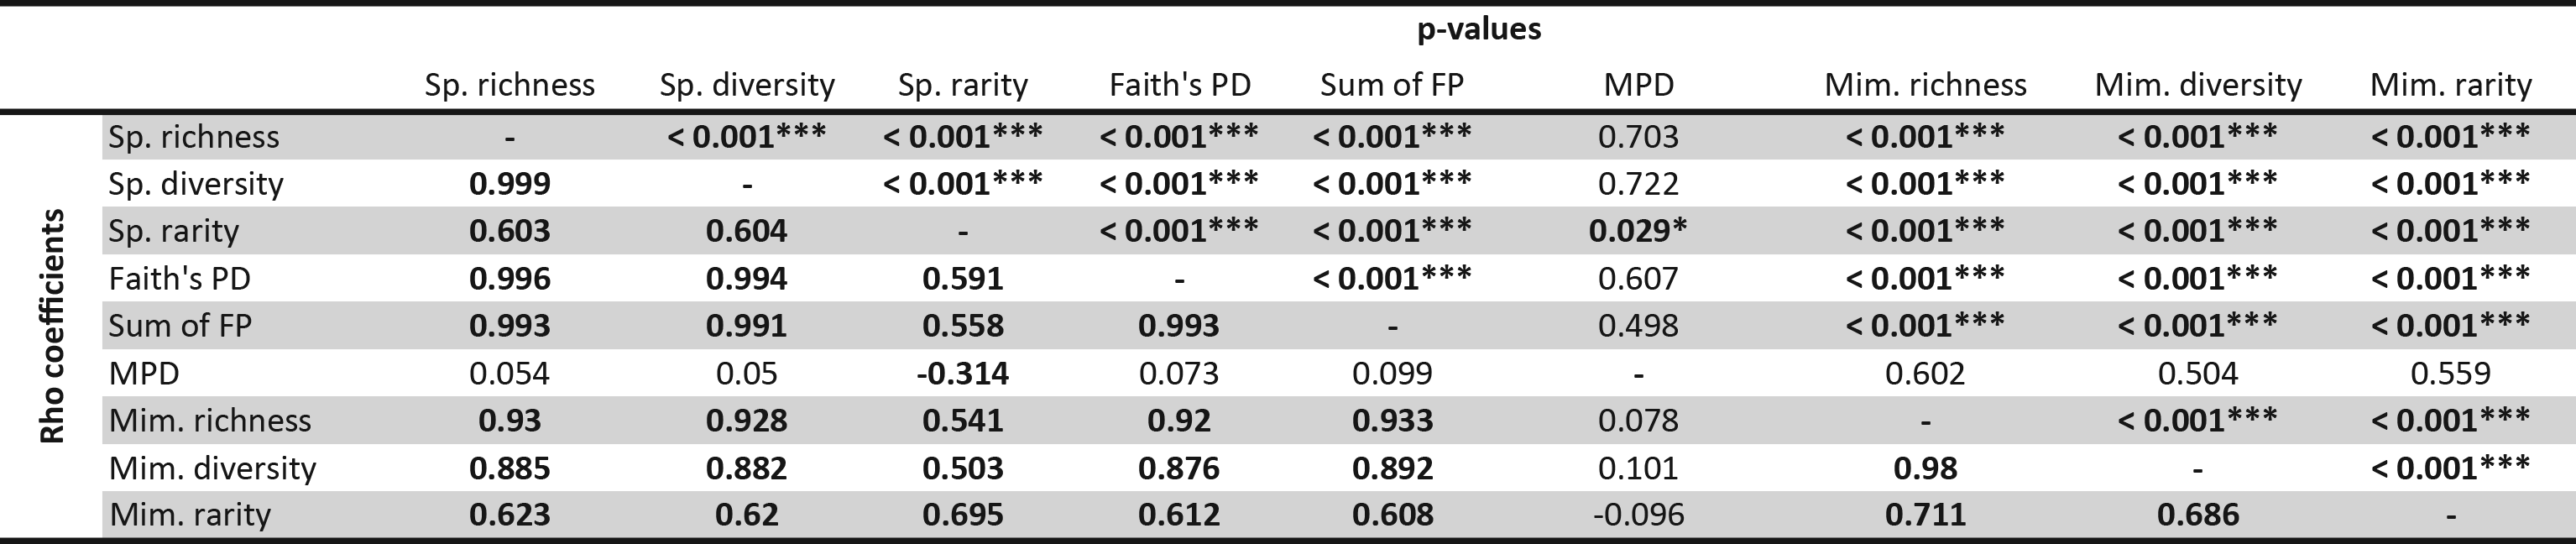 p-values
Sp. richness Sp. diversity Sp. rarity Faith's PD Sum of FP MPD Mim. richness Mim. diversity Mim. rarity
Rho coefficients
Sp. richness - < 0.001*** < 0.001*** < 0.001*** < 0.001*** 0.703 < 0.001*** < 0.001*** < 0.001***
Sp. diversity 0.999 - < 0.001*** < 0.001*** < 0.001*** 0.722 < 0.001*** < 0.001*** < 0.001***
Sp. rarity 0.603 0.604 - < 0.001*** < 0.001*** 0.029* < 0.001*** < 0.001*** < 0.001***
Faith's PD 0.996 0.994 0.591 - < 0.001*** 0.607 < 0.001*** < 0.001*** < 0.001***
Sum of FP 0.993 0.991 0.558 0.993 - 0.498 < 0.001*** < 0.001*** < 0.001***
MPD 0.054 0.05 -0.314 0.073 0.099 - 0.602 0.504 0.559
Mim. richness 0.93 0.928 0.541 0.92 0.933 0.078 - < 0.001*** < 0.001***
Mim. diversity 0.885 0.882 0.503 0.876 0.892 0.101 0.98 - < 0.001***
Mim. rarity 0.623 0.62 0.695 0.612 0.608 -0.096 0.711 0.686 -